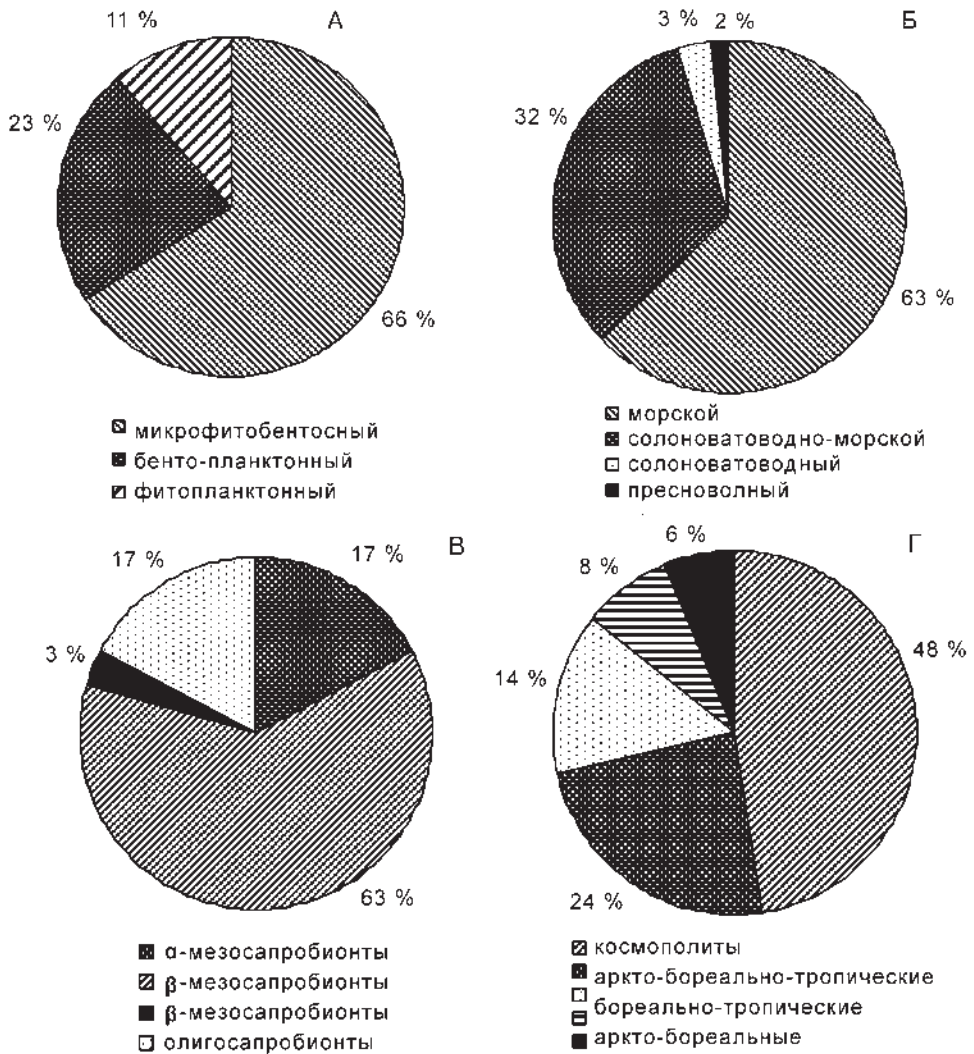 11 %
А
23 %
66 %
микрофитобентосный
бенто-планктонный
фитопланктонный
3 %
2 %
Б
32 %
63 %
морской
солоноватоводно-морской
солоноватоводный
пресноволный
17 %
17 %
В
3 %
63 %
α-мезосапробионты
β-мезосапробионты
β-мезосапробионты
олигосапробионты
6 %
Г
8 %
48 %
14 %
24 %
космополиты
аркто-бореально-тропические
бореально-тропические
аркто-бореальные